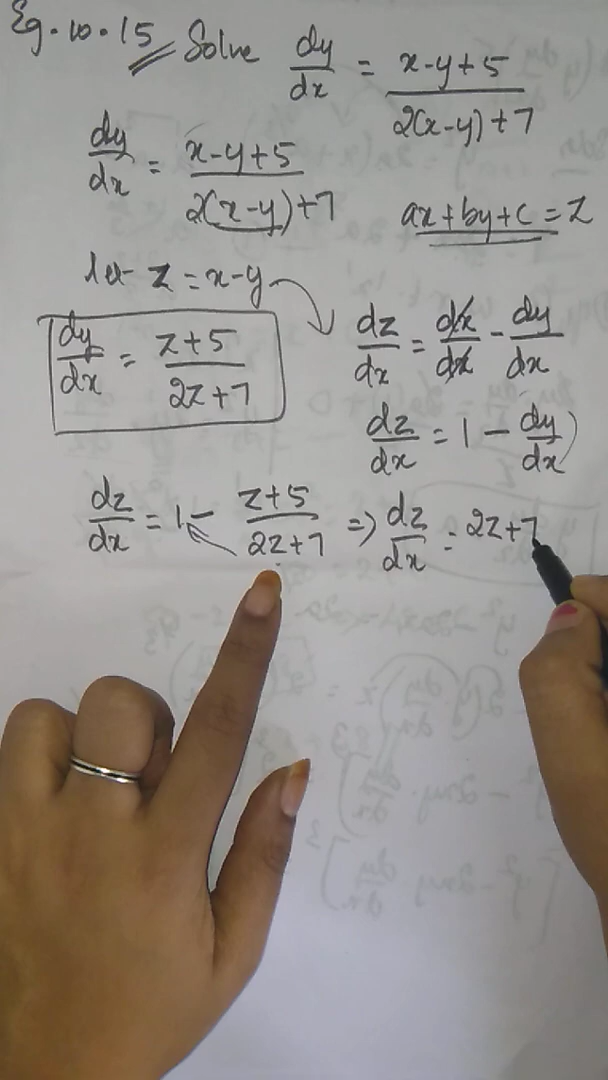 Eg. 10.15 Solve dy/dx = x-y+5 / 2(x-y)+7
dy/dx = x-y+5 / 2(x-y)+7
ax+by+c = z
let z = x-y
dy/dx = z+5 / 2z+7
dz/dx = dx/dx - dy/dx
dz/dx = 1 - dy/dx
dz/dx = 1 - z+5 / 2z+7 => dz/dx = 2z+7